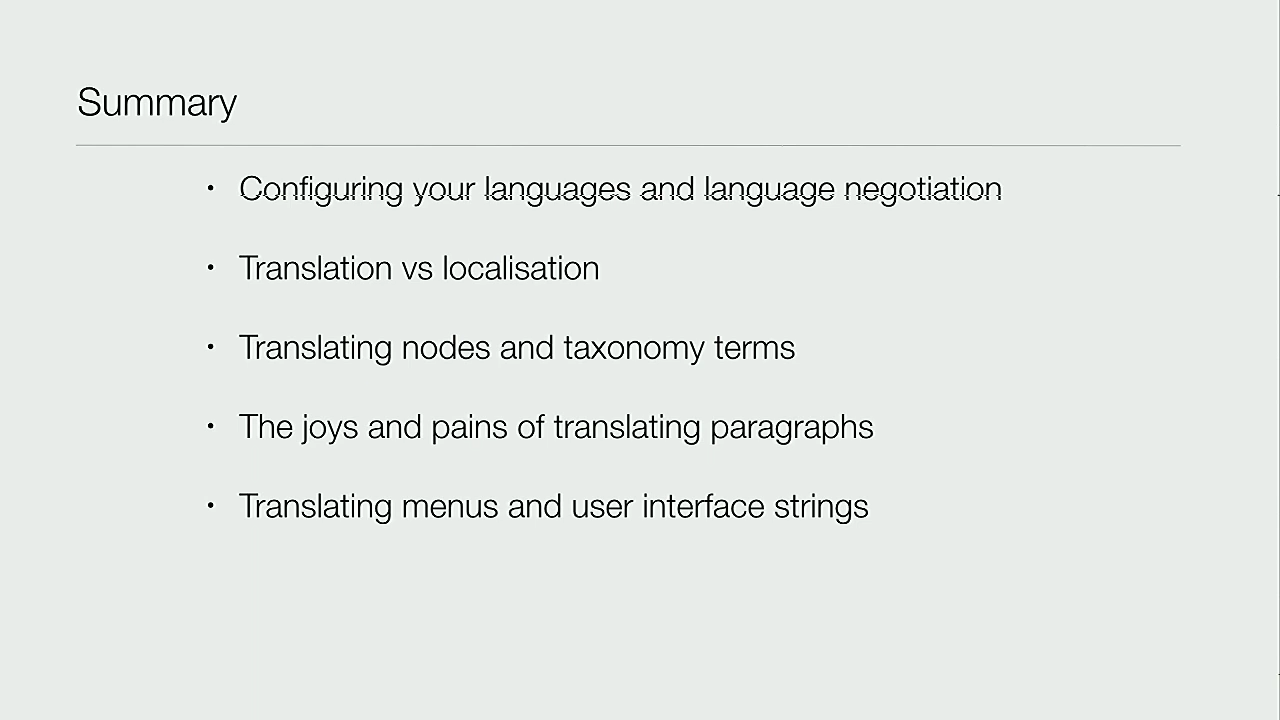 Summary
• Configuring your languages and language negotiation
• Translation vs localisation
• Translating nodes and taxonomy terms
• The joys and pains of translating paragraphs
• Translating menus and user interface strings